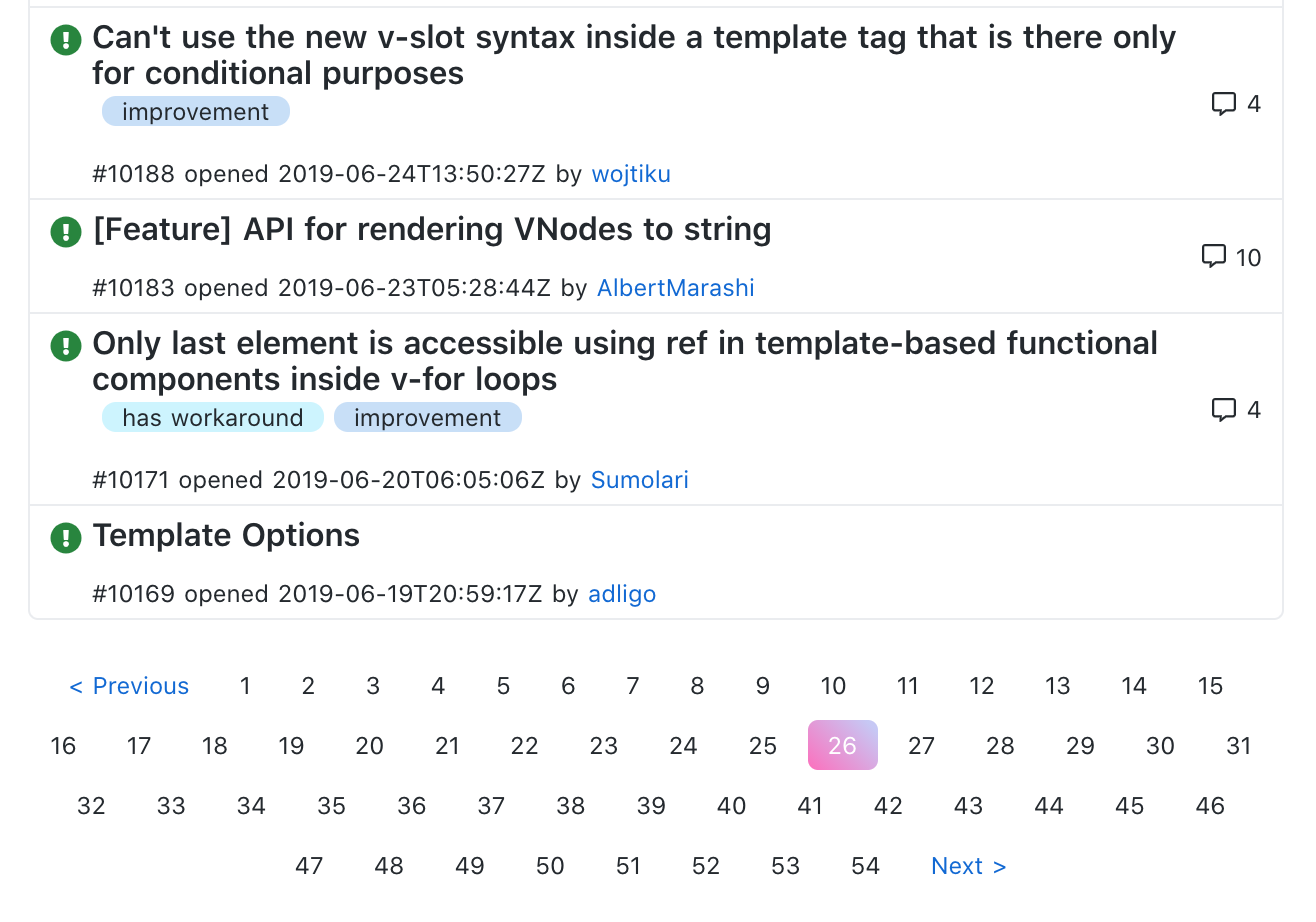 Can't use the new v-slot syntax inside a template tag that is there only
for conditional purposes
improvement
4
#10188 opened 2019-06-24T13:50:27Z by wojtiku
[Feature] API for rendering VNodes to string
10
#10183 opened 2019-06-23T05:28:44Z by AlbertMarashi
Only last element is accessible using ref in template-based functional
components inside v-for loops
has workaround improvement
4
#10171 opened 2019-06-20T06:05:06Z by Sumolari
Template Options
#10169 opened 2019-06-19T20:59:17Z by adligo
< Previous 1 2 3 4 5 6 7 8 9 10 11 12 13 14 15
16 17 18 19 20 21 22 23 24 25 26 27 28 29 30 31
32 33 34 35 36 37 38 39 40 41 42 43 44 45 46
47 48 49 50 51 52 53 54 Next >